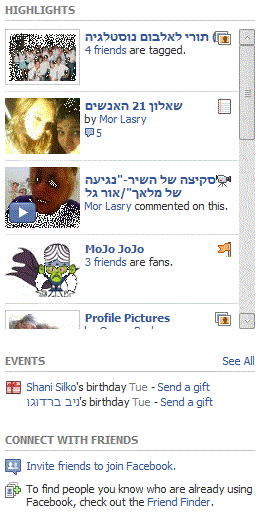 HIGHLIGHTS
תורי לאלבום נוסטלגיה (
4 friends are tagged.
שאלון 21 האנשים
by Mor Lasry
5
סקיצה של השיר-"נגיעה
של מלאך"/אור גל
Mor Lasry commented on this.
MoJo JoJo
3 friends are fans.
Profile Pictures
EVENTS
See All
Shani Silko's birthday Tue - Send a gift
ניב ברדוגו's birthday Tue - Send a gift
CONNECT WITH FRIENDS
Invite friends to join Facebook.
To find people you know who are already using
Facebook, check out the Friend Finder.